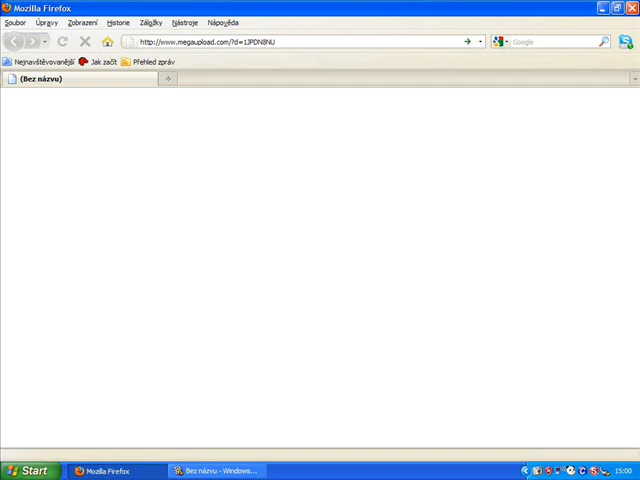 Mozilla Firefox
Soubor Úpravy Zobrazení Historie Záložky Nástroje Nápověda
http://www.megaupload.com/?d=1JPDN8NU Google
Nejnavštěvovanější Jak začít Přehled zpráv
(Bez názvu)
Start Mozilla Firefox Bez názvu - Windows... 15:00